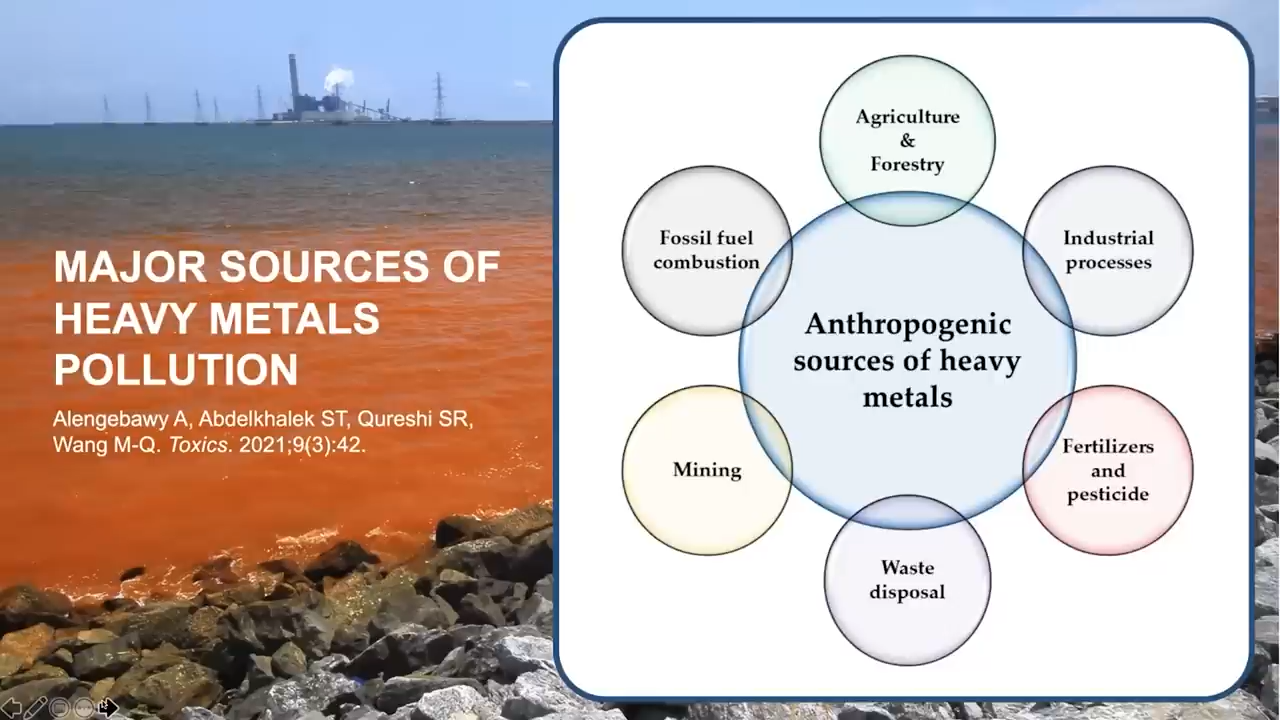 MAJOR SOURCES OF
HEAVY METALS
POLLUTION
Alengebawy A, Abdelkhalek ST, Qureshi SR,
Wang M-Q. Toxics. 2021;9(3):42.
Agriculture
&
Forestry
Fossil fuel
combustion
Industrial
processes
Anthropogenic
sources of heavy
metals
Mining
Fertilizers
and
pesticide
Waste
disposal